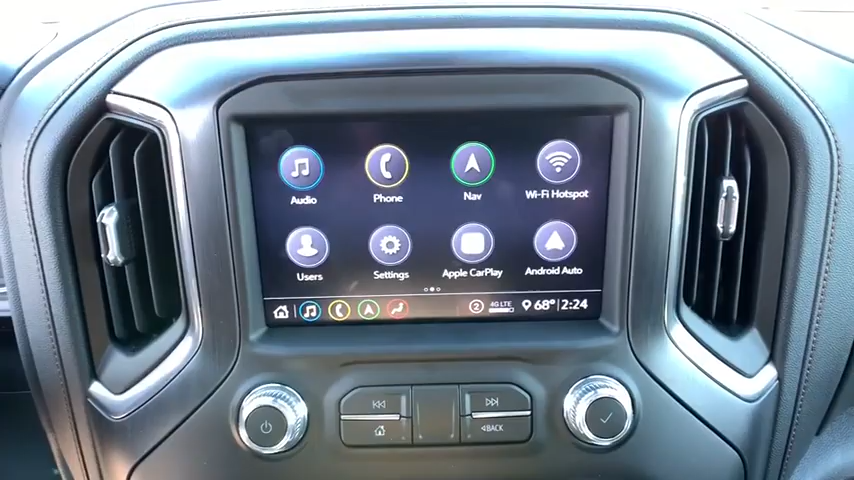 Audio Phone Nav Wi-Fi Hotspot
Users Settings Apple CarPlay Android Auto
2 4G LTE 68° 2:24
BACK